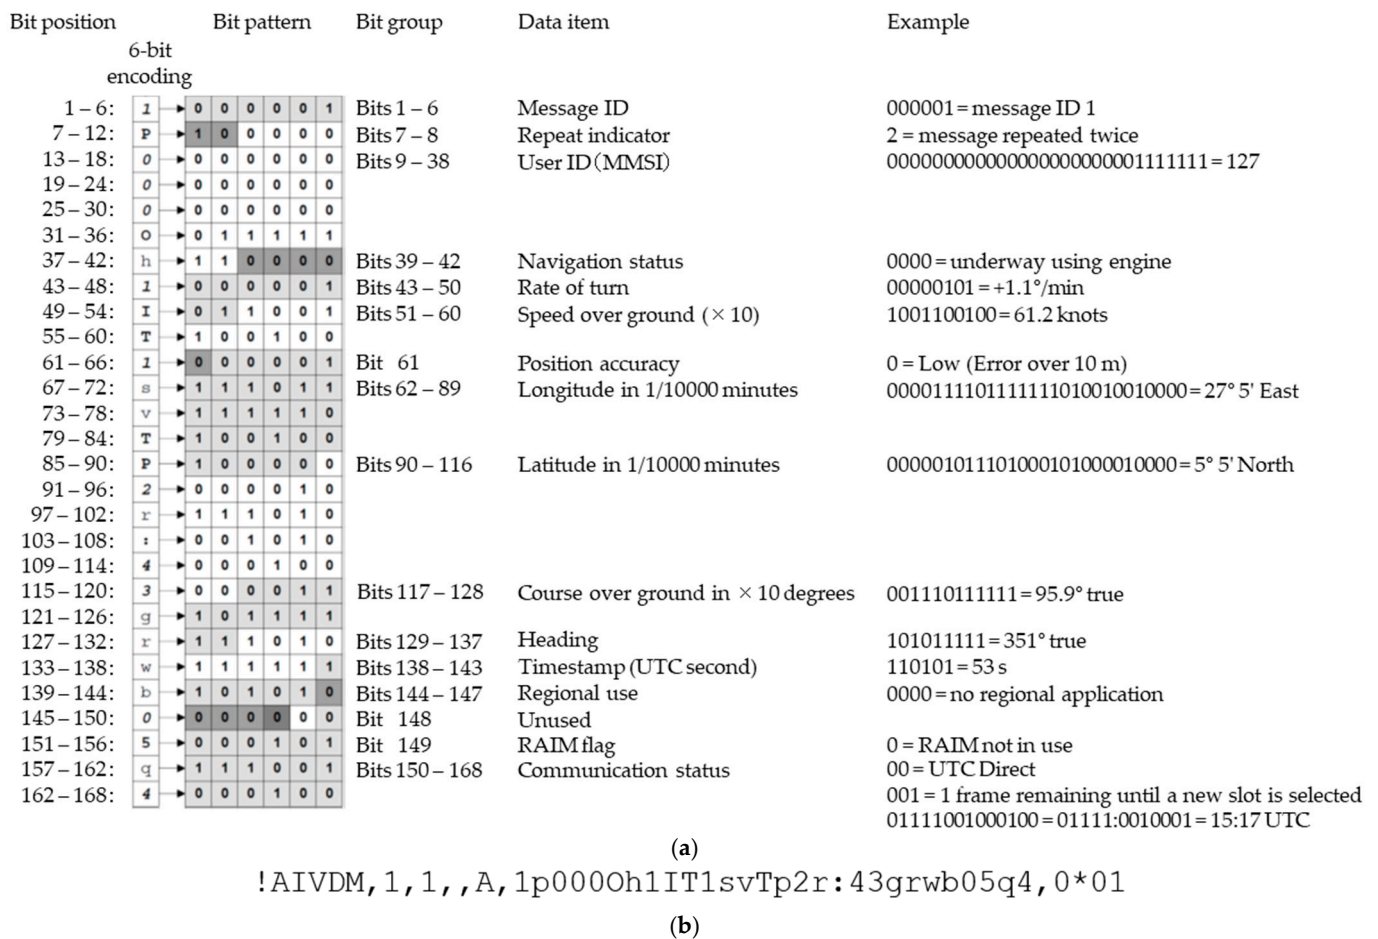 Bit position Bit pattern Bit group Data item Example
6-bit
encoding
1 – 6: 1 0 0 0 0 0 1 Bits 1 – 6 Message ID 000001 = message ID 1
7 – 12: P 1 0 0 0 0 0 Bits 7 – 8 Repeat indicator 2 = message repeated twice
13 – 18: 0 0 0 0 0 0 0 Bits 9 – 38 User ID (MMSI) 000000000000000000000001111111 = 127
19 – 24: 0 0 0 0 0 0 0
25 – 30: 0 0 0 0 0 0 0
31 – 36: O 0 1 1 1 1 1
37 – 42: h 1 1 0 0 0 0 Bits 39 – 42 Navigation status 0000 = underway using engine
43 – 48: 1 0 0 0 0 0 1 Bits 43 – 50 Rate of turn 00000101 = +1.1°/min
49 – 54: I 0 1 1 0 0 1 Bits 51 – 60 Speed over ground (× 10) 1001100100 = 61.2 knots
55 – 60: T 1 0 0 1 0 0
61 – 66: 1 0 0 0 0 0 1 Bit 61 Position accuracy 0 = Low (Error over 10 m)
67 – 72: s 1 1 1 0 1 1 Bits 62 – 89 Longitude in 1/10000 minutes 0000111101111111010010010000 = 27° 5' East
73 – 78: v 1 1 1 1 1 0
79 – 84: T 1 0 0 1 0 0
85 – 90: P 1 0 0 0 0 0 Bits 90 – 116 Latitude in 1/10000 minutes 000001011101000101000010000 = 5° 5' North
91 – 96: 2 0 0 0 0 1 0
97 – 102: r 1 1 1 0 1 0
103 – 108: : 0 0 1 0 1 0
109 – 114: 4 0 0 0 1 0 0
115 – 120: 3 0 0 0 0 1 1 Bits 117 – 128 Course over ground in × 10 degrees 001110111111 = 95.9° true
121 – 126: g 1 0 1 1 1 1
127 – 132: r 1 1 1 0 1 0 Bits 129 – 137 Heading 101011111 = 351° true
133 – 138: w 1 1 1 1 1 1 Bits 138 – 143 Timestamp (UTC second) 110101 = 53 s
139 – 144: b 1 0 1 0 1 0 Bits 144 – 147 Regional use 0000 = no regional application
145 – 150: 0 0 0 0 0 0 0 Bit 148 Unused
151 – 156: 5 0 0 0 1 0 1 Bit 149 RAIM flag 0 = RAIM not in use
157 – 162: q 1 1 1 0 0 1 Bits 150 – 168 Communication status 00 = UTC Direct
162 – 168: 4 0 0 0 1 0 0 001 = 1 frame remaining until a new slot is selected
01111001000100 = 01111:0010001 = 15:17 UTC
(a)
!AIVDM,1,1,,A,1p000Oh1IT1svTp2r:43grwb05q4,0*01
(b)